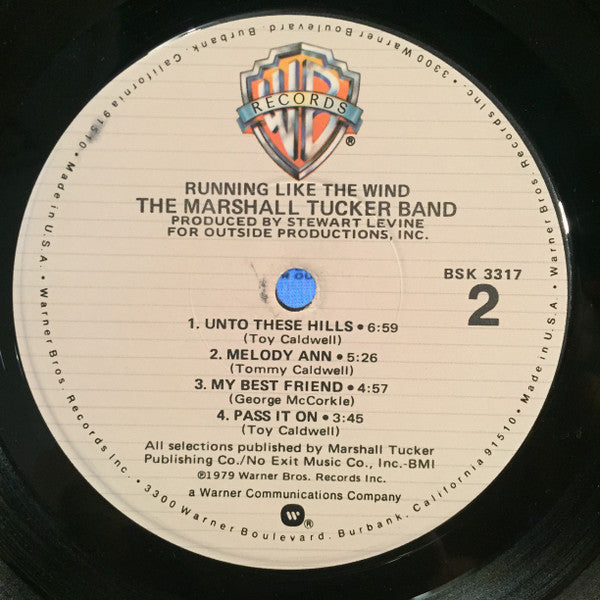 WB
RECORDS
®
RUNNING LIKE THE WIND
THE MARSHALL TUCKER BAND
PRODUCED BY STEWART LEVINE
FOR OUTSIDE PRODUCTIONS, INC.
BSK 3317
2
1. UNTO THESE HILLS • 6:59
(Toy Caldwell)
2. MELODY ANN • 5:26
(Tommy Caldwell)
3. MY BEST FRIEND • 4:57
(George McCorkle)
4. PASS IT ON • 3:45
(Toy Caldwell)
All selections published by Marshall Tucker
Publishing Co./No Exit Music Co., Inc.-BMI
℗1979 Warner Bros. Records Inc.
a Warner Communications Company
®
Warner Bros. Records Inc. • 3300 Warner Boulevard, Burbank, California 91510 • Made in U.S.A. • Warner Bros. Records Inc. • 3300 Warner Boulevard, Burbank, California 91510 • Made in U.S.A. •